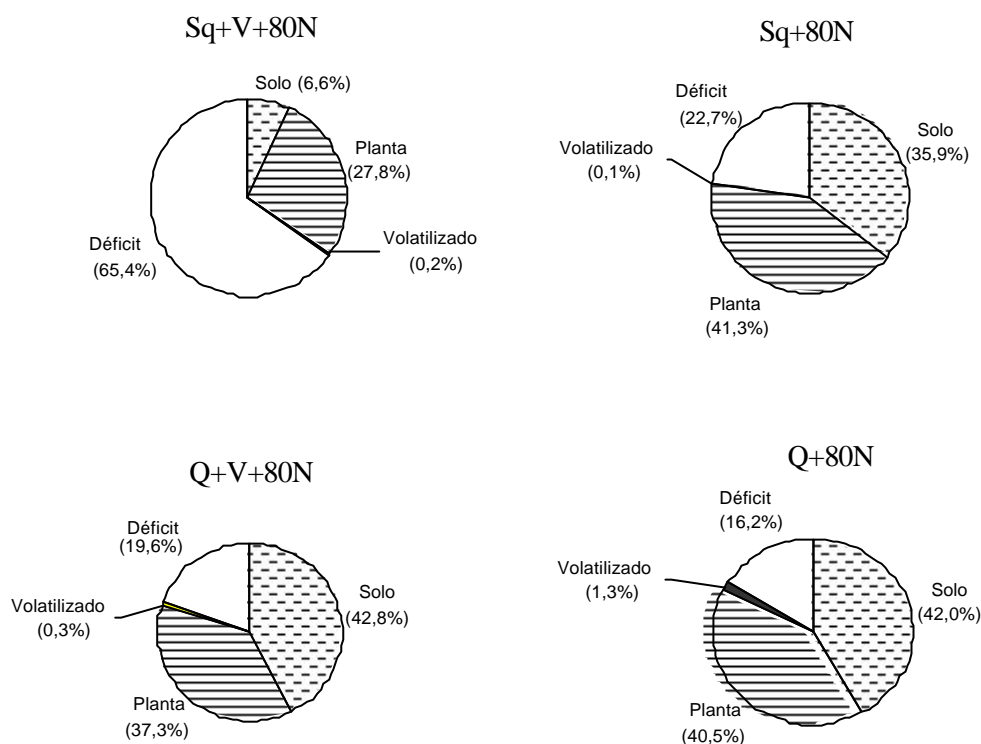 Sq+V+80N
Solo (6,6%)
Planta
(27,8%)
Volatilizado
(0,2%)
Déficit
(65,4%)
Sq+80N
Déficit
(22,7%)
Solo
(35,9%)
Volatilizado
(0,1%)
Planta
(41,3%)
Q+V+80N
Déficit
(19,6%)
Solo
(42,8%)
Volatilizado
(0,3%)
Planta
(37,3%)
Q+80N
Déficit
(16,2%)
Volatilizado
(1,3%)
Solo
(42,0%)
Planta
(40,5%)